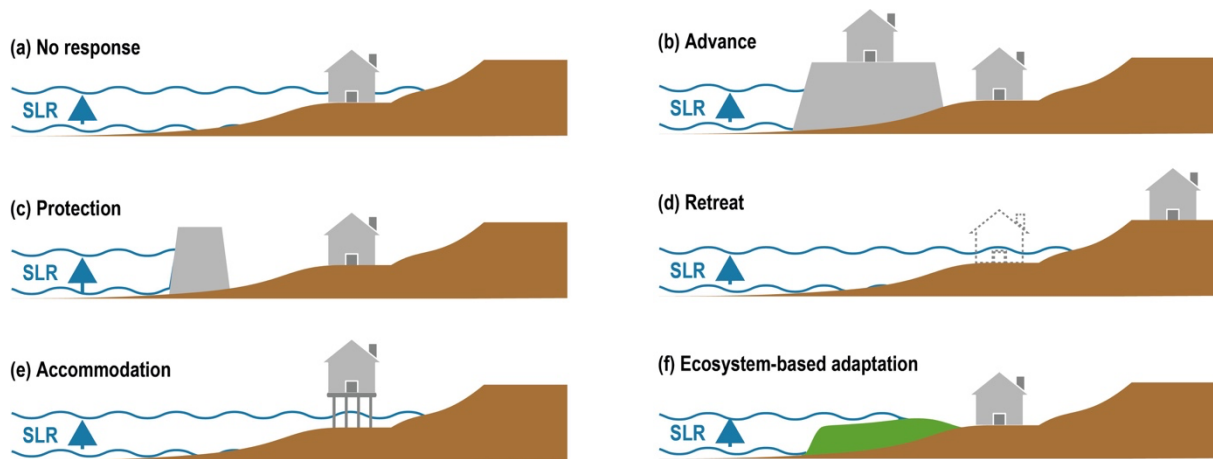 (a) No response
SLR
(b) Advance
SLR
(c) Protection
SLR
(d) Retreat
SLR
(e) Accommodation
SLR
(f) Ecosystem-based adaptation
SLR